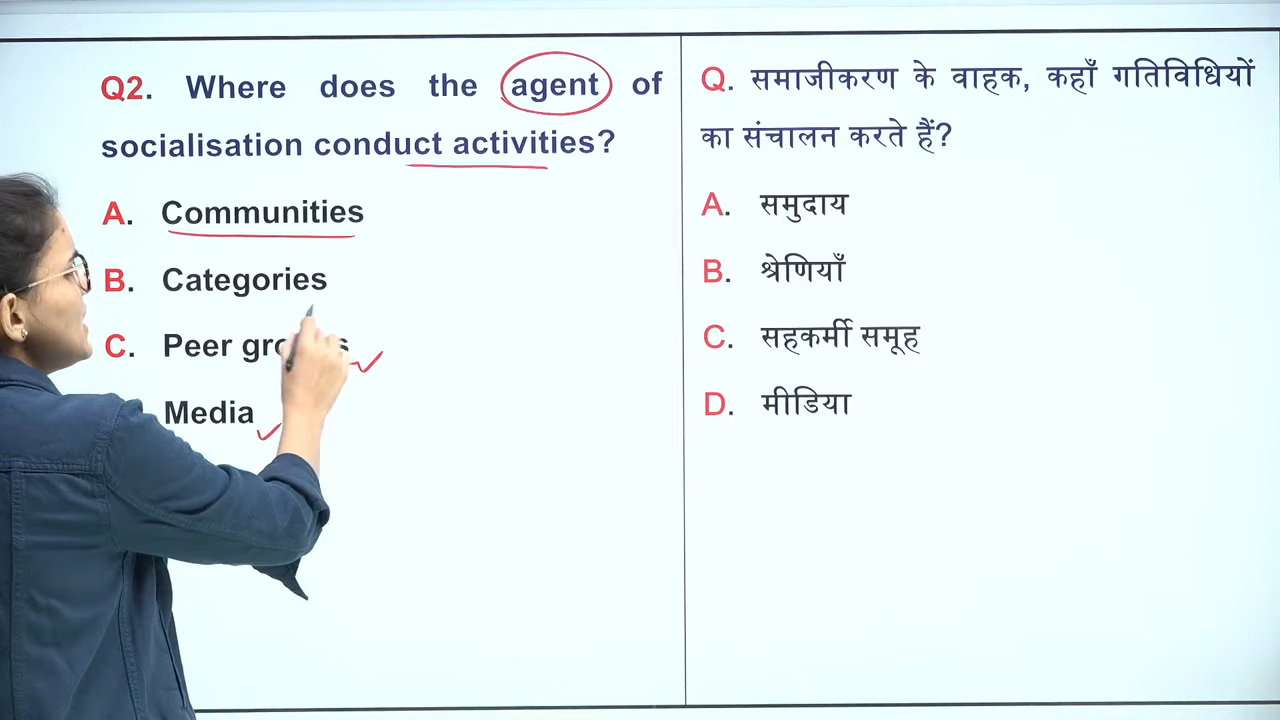 Q2. Where does the agent of
socialisation conduct activities?
A. Communities
B. Categories
C. Peer
Media
Q. समाजीकरण के वाहक, कहाँ गतिविधियों
का संचालन करते हैं?
A. समुदाय
B. श्रेणियाँ
C. सहकर्मी समूह
D. मीडिया